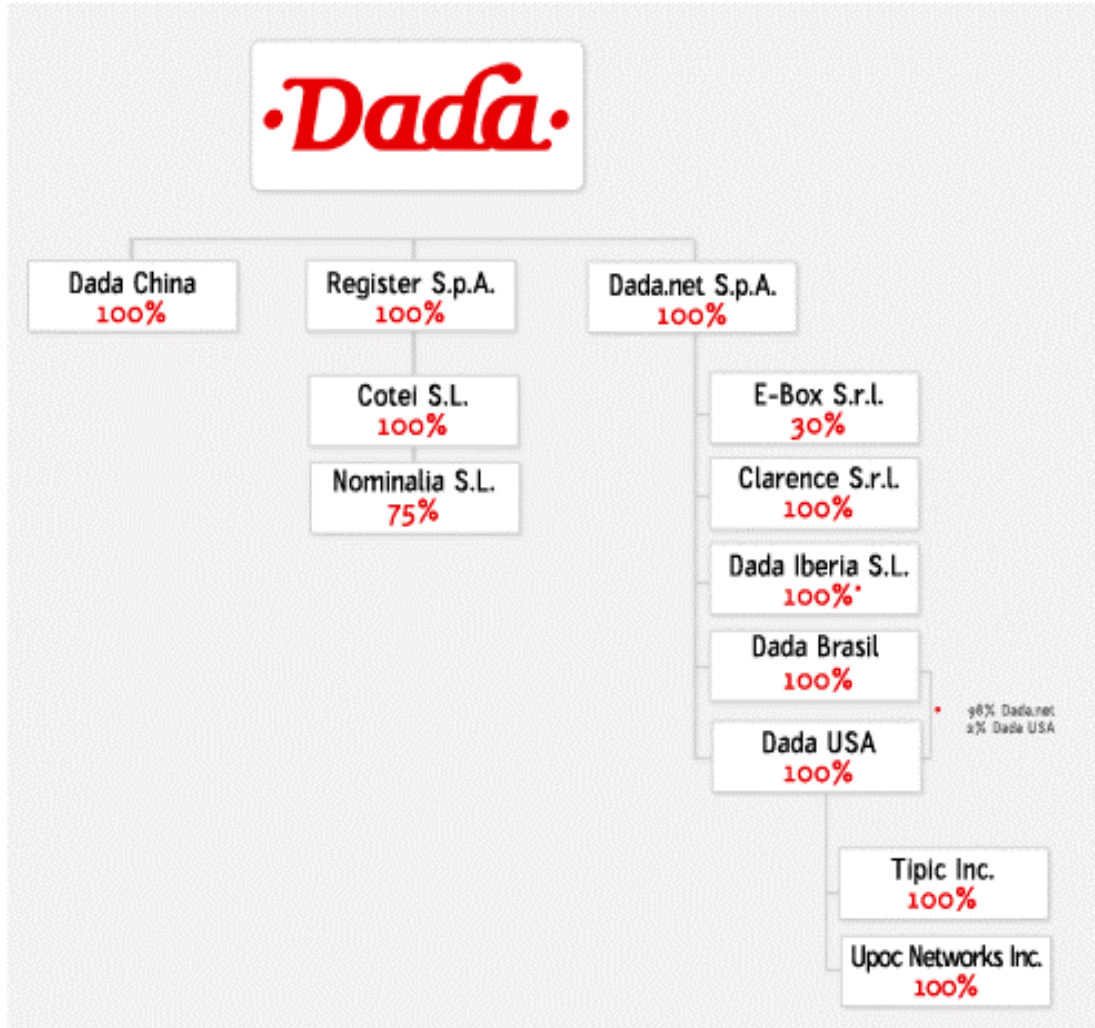 ·Dada·
Dada China
100%
Register S.p.A.
100%
Dada.net S.p.A.
100%
Cotei S.L.
100%
Nominalia S.L.
75%
E-Box S.r.l.
30%
Clarence S.r.l.
100%
Dada Iberia S.L.
100%*
Dada Brasil
100%
* 98% Dada.net
2% Dada USA
Dada USA
100%
Tipic Inc.
100%
Upoc Networks Inc.
100%